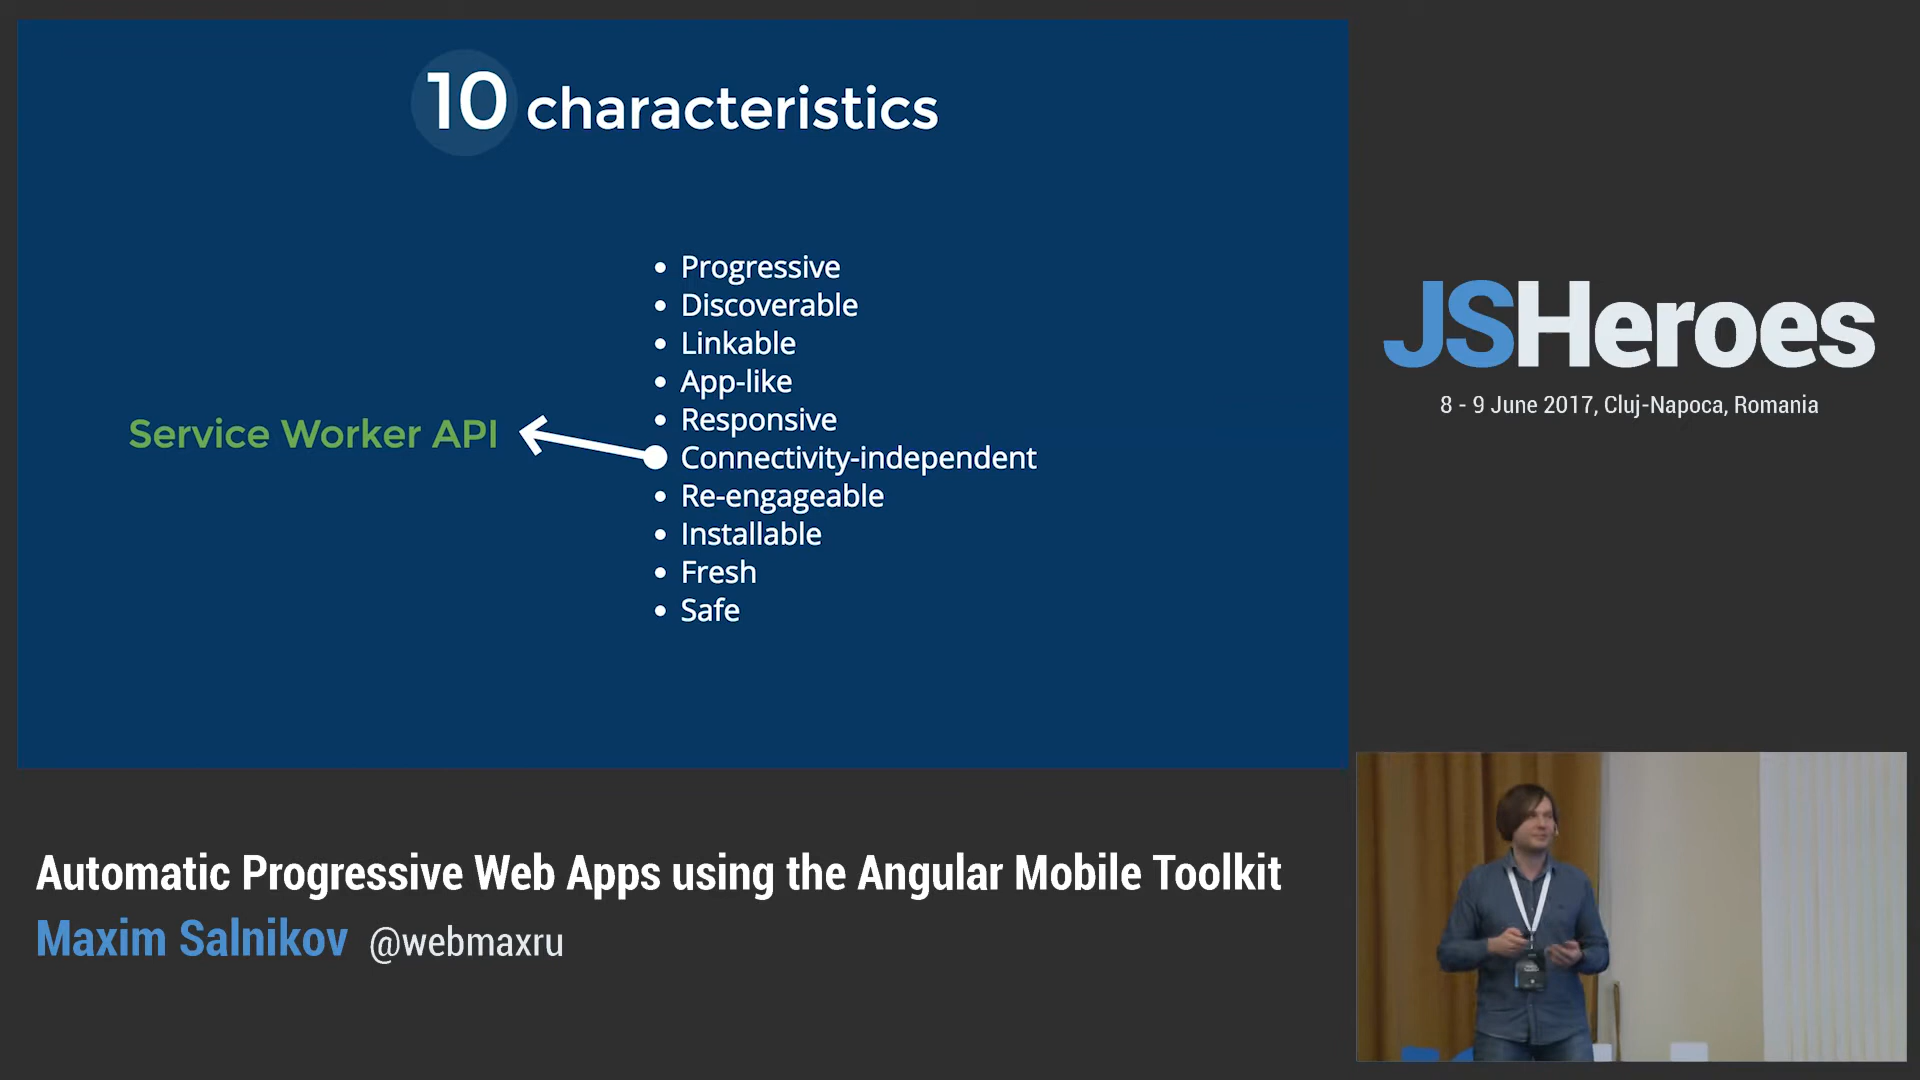 10 characteristics
Progressive
Discoverable
Linkable
App-like
Responsive
Service Worker API
Connectivity-independent
Re-engageable
Installable
Fresh
Safe
JSHeroes
8 - 9 June 2017, Cluj-Napoca, Romania
Automatic Progressive Web Apps using the Angular Mobile Toolkit
Maxim Salnikov @webmaxru